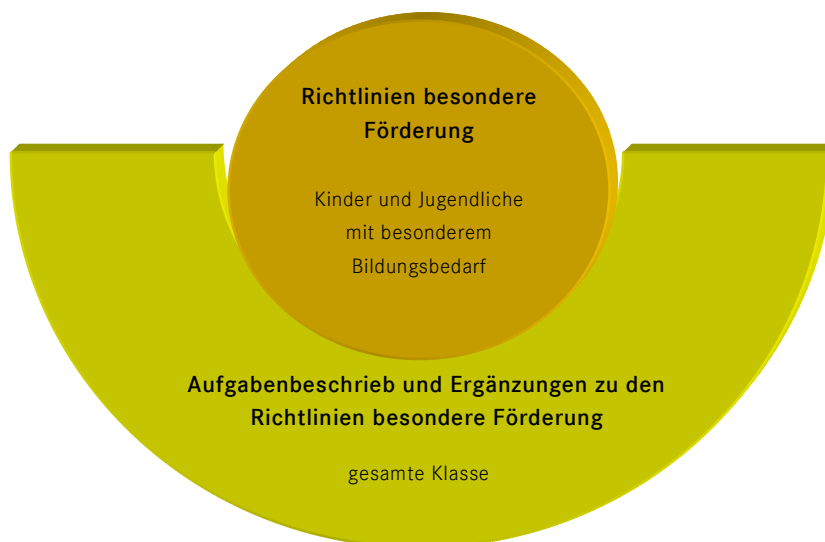 Richtlinien besondere
Förderung
Kinder und Jugendliche
mit besonderem
Bildungsbedarf
Aufgabenbeschrieb und Ergänzungen zu den
Richtlinien besondere Förderung
gesamte Klasse